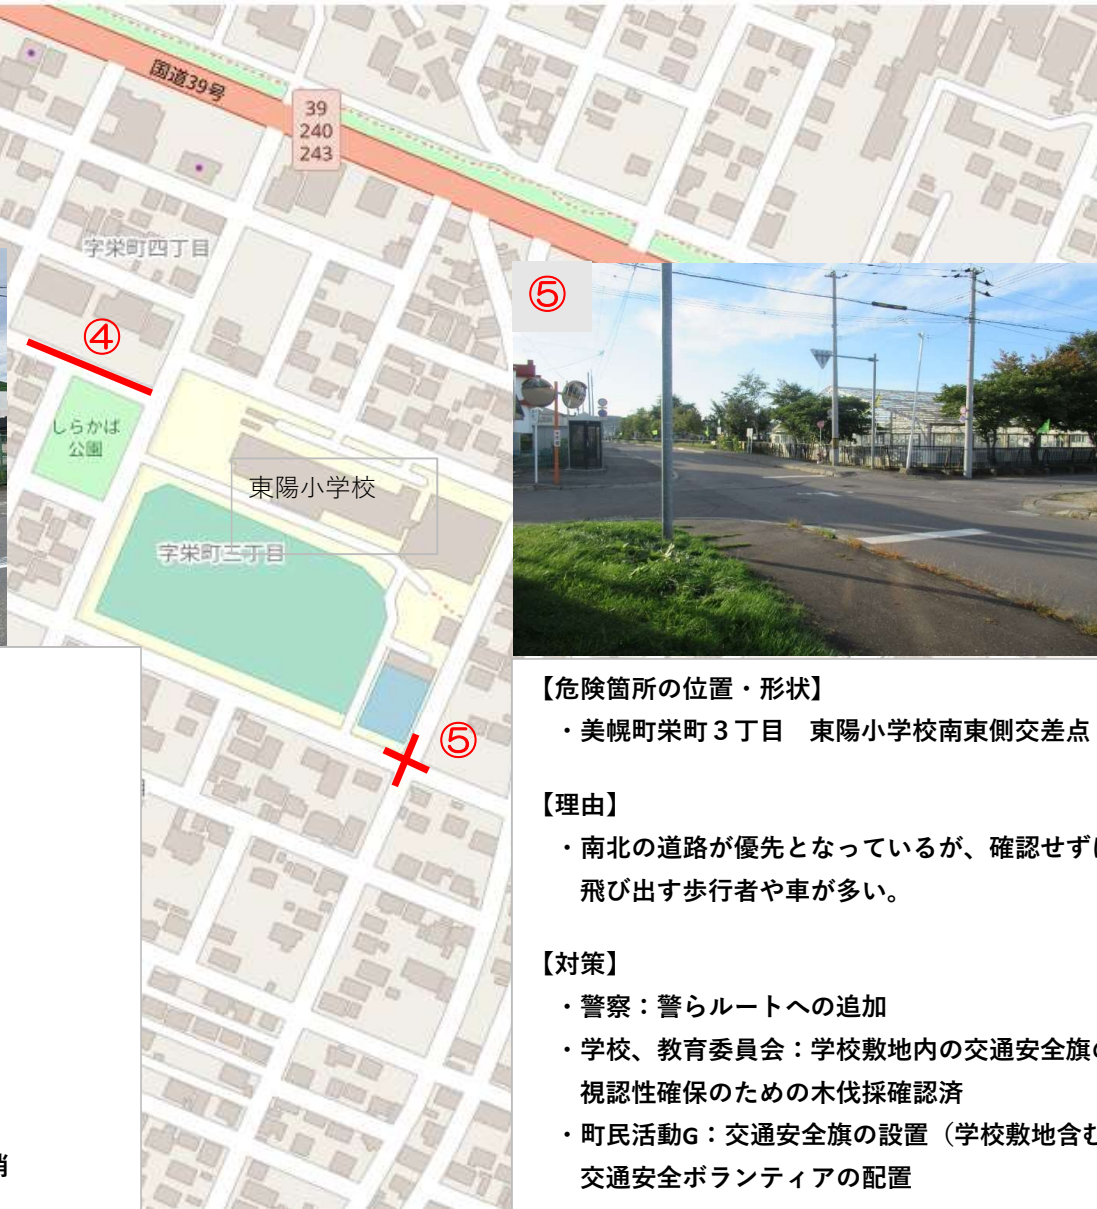 国道39号
39
240
243
字栄町四丁目
④
しらかば
公園
東陽小学校
字栄町三丁目
⑤
⑤
【危険箇所の位置・形状】
・美幌町栄町３丁目　東陽小学校南東側交差点
【理由】
・南北の道路が優先となっているが、確認せずに
飛び出す歩行者や車が多い。
【対策】
・警察：警らルートへの追加
・学校、教育委員会：学校敷地内の交通安全旗の
視認性確保のための木伐採確認済
・町民活動G：交通安全旗の設置（学校敷地含む
交通安全ボランティアの配置